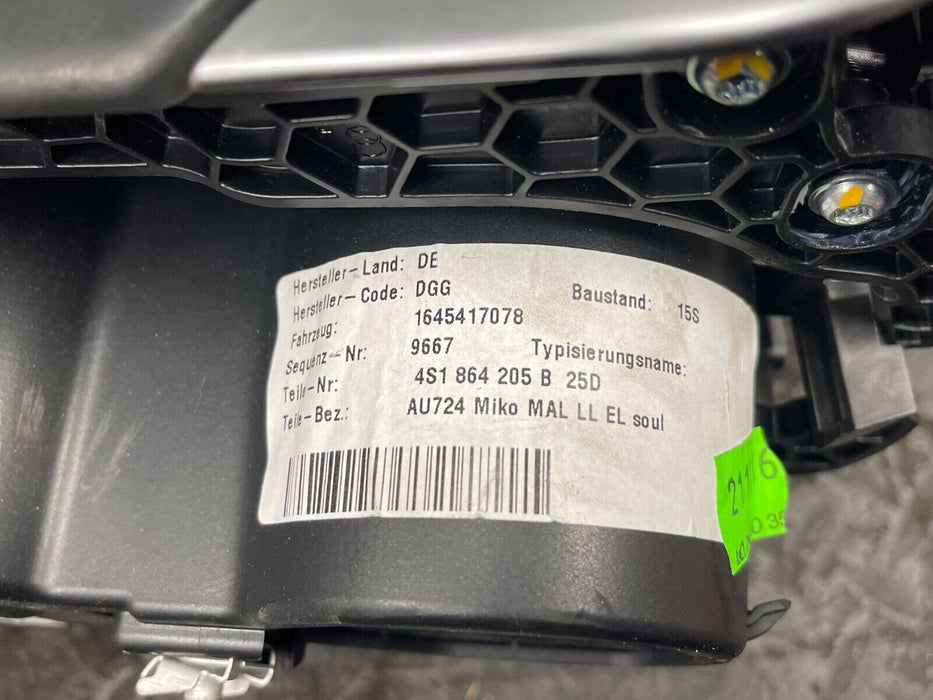 Hersteller-Land: DE
Hersteller-Code: DGG Baustand: 15S
Fahrzeug: 1645417078
Sequenz-Nr: 9667 Typisierungsname:
Teile-Nr: 4S1 864 205 B 25D
Teile-Bez.: AU724 Miko MAL LL EL soul